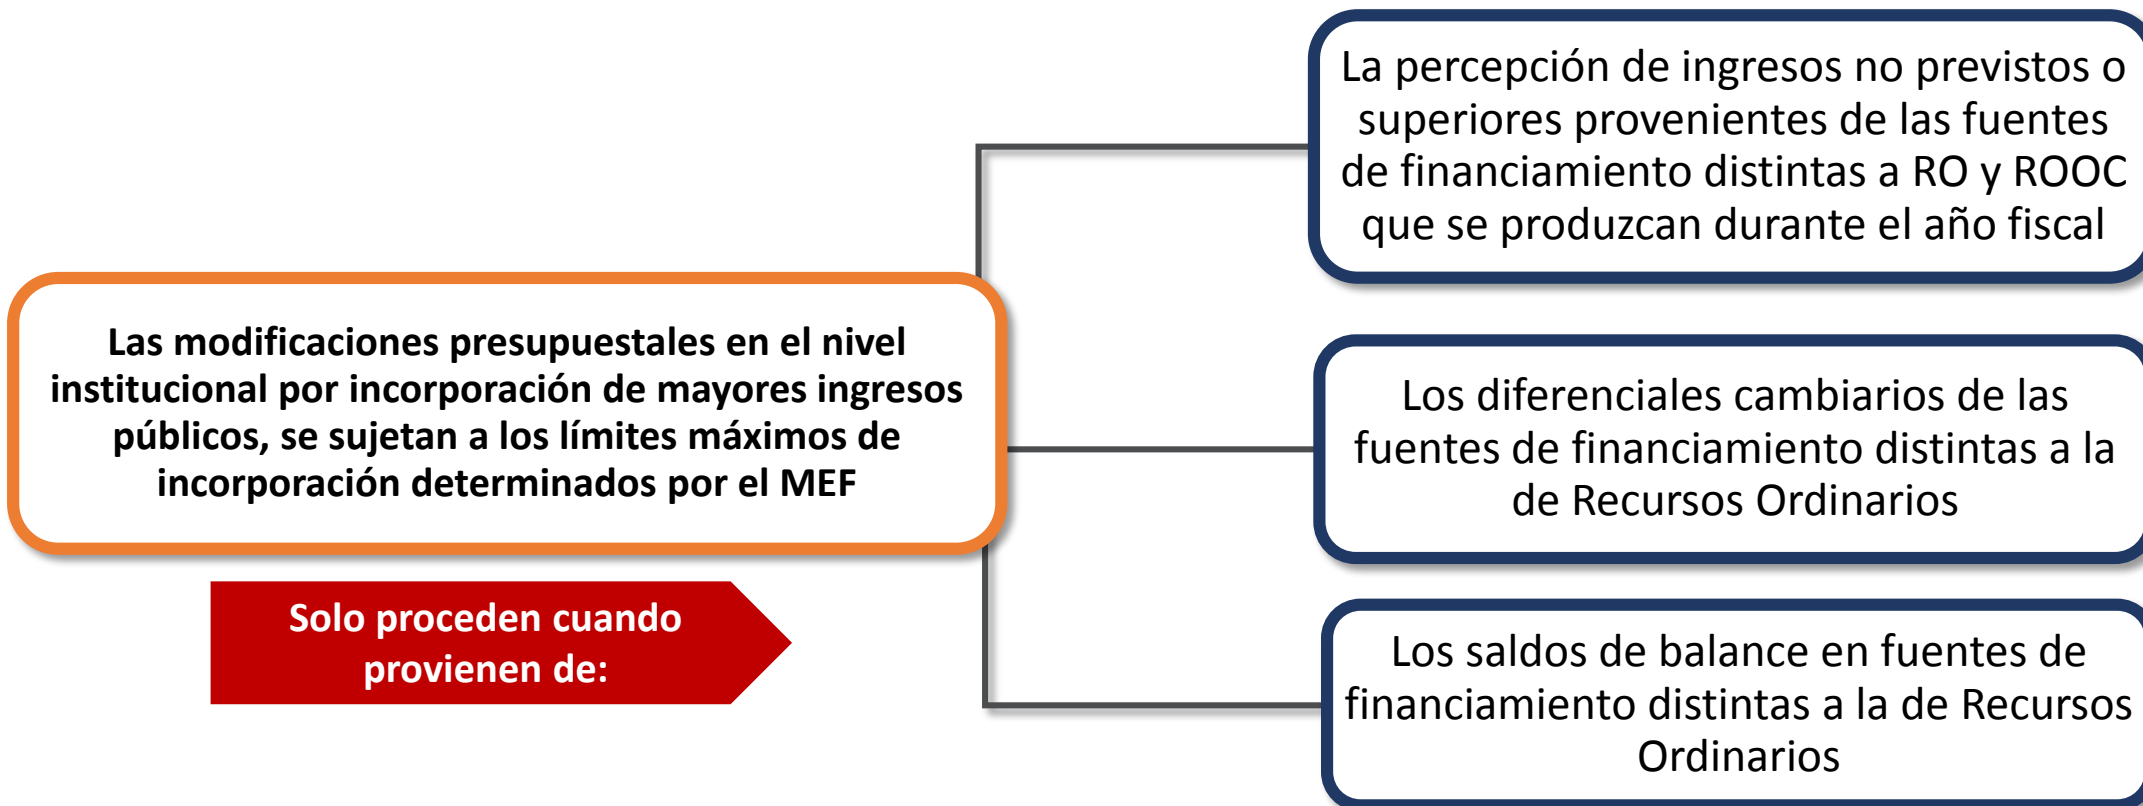 Las modificaciones presupuestales en el nivel
institucional por incorporación de mayores ingresos
públicos, se sujetan a los límites máximos de
incorporación determinados por el MEF
Solo proceden cuando
provienen de:
La percepción de ingresos no previstos o
superiores provenientes de las fuentes
de financiamiento distintas a RO y ROOC
que se produzcan durante el año fiscal
Los diferenciales cambiarios de las
fuentes de financiamiento distintas a la
de Recursos Ordinarios
Los saldos de balance en fuentes de
financiamiento distintas a la de Recursos
Ordinarios